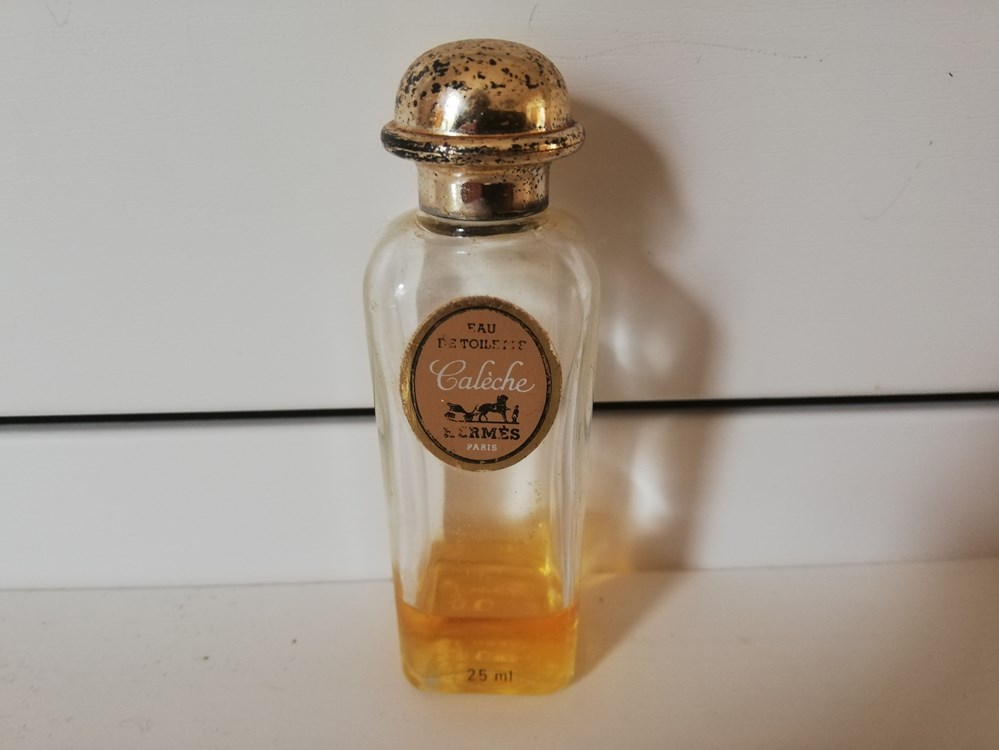 EAU
DE TOILETTE
Calèche
HERMÈS
PARIS
25 ml